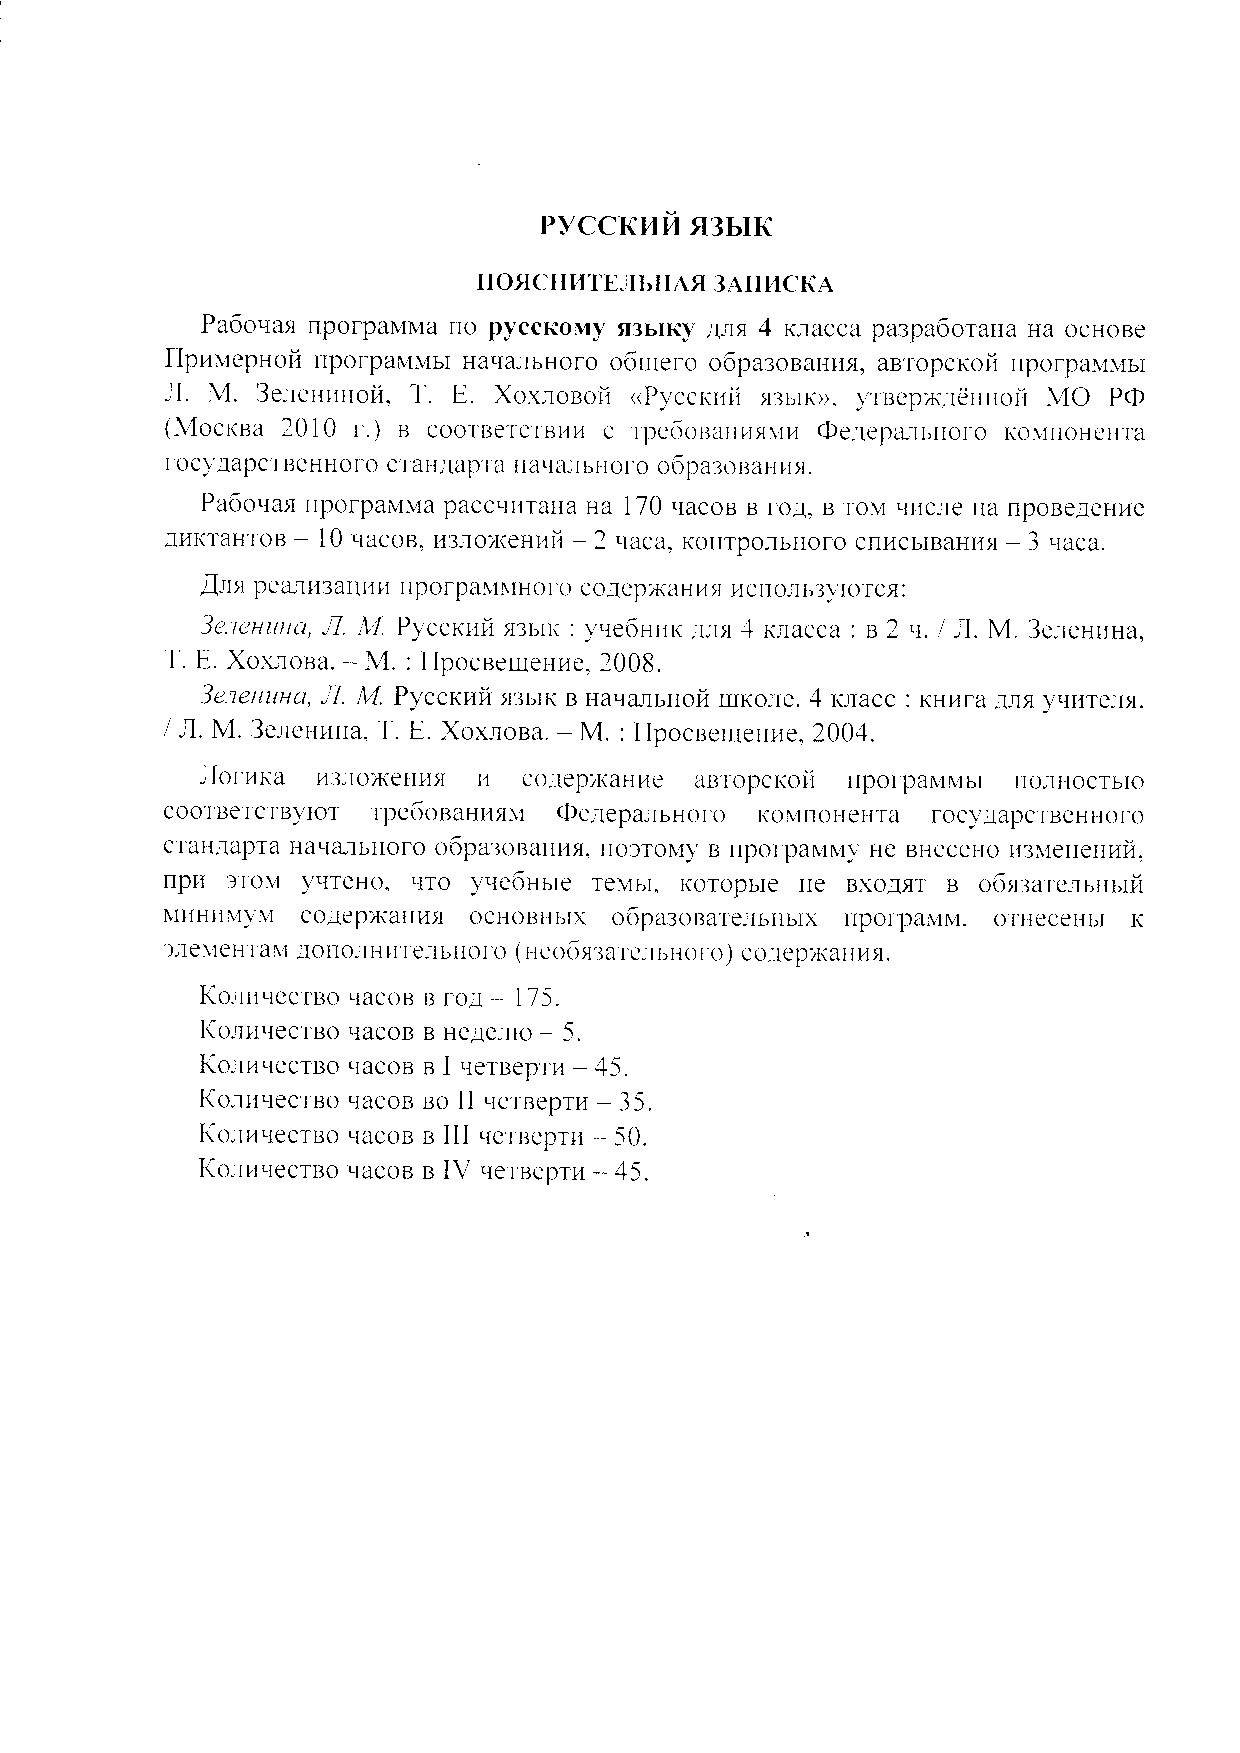 РУССКИЙ ЯЗЫК
ПОЯСНИТЕЛЬНАЯ ЗАПИСКА
Рабочая программа по русскому языку для 4 класса разработана на основе
Примерной программы начального общего образования, авторской программы
Л. М. Зелениной, Т. Е. Хохловой «Русский язык», утверждённой МО РФ
(Москва 2010 г.) в соответствии с требованиями Федерального компонента
государственного стандарта начального образования.
Рабочая программа рассчитана на 170 часов в год, в том числе на проведение
диктантов – 10 часов, изложений – 2 часа, контрольного списывания – 3 часа.
Для реализации программного содержания используются:
Зеленина, Л. М. Русский язык : учебник для 4 класса : в 2 ч. / Л. М. Зеленина,
Т. Е. Хохлова. – М. : Просвещение, 2008.
Зеленина, Л. М. Русский язык в начальной школе. 4 класс : книга для учителя.
/ Л. М. Зеленина, Т. Е. Хохлова. – М. : Просвещение, 2004.
Логика изложения и содержание авторской программы полностью
соответствуют требованиям Федерального компонента государственного
стандарта начального образования, поэтому в программу не внесено изменений,
при этом учтено, что учебные темы, которые не входят в обязательный
минимум содержания основных образовательных программ, отнесены к
элементам дополнительного (необязательного) содержания.
Количество часов в год – 175.
Количество часов в неделю – 5.
Количество часов в I четверти – 45.
Количество часов во II четверти – 35.
Количество часов в III четверти – 50.
Количество часов в IV четверти – 45.